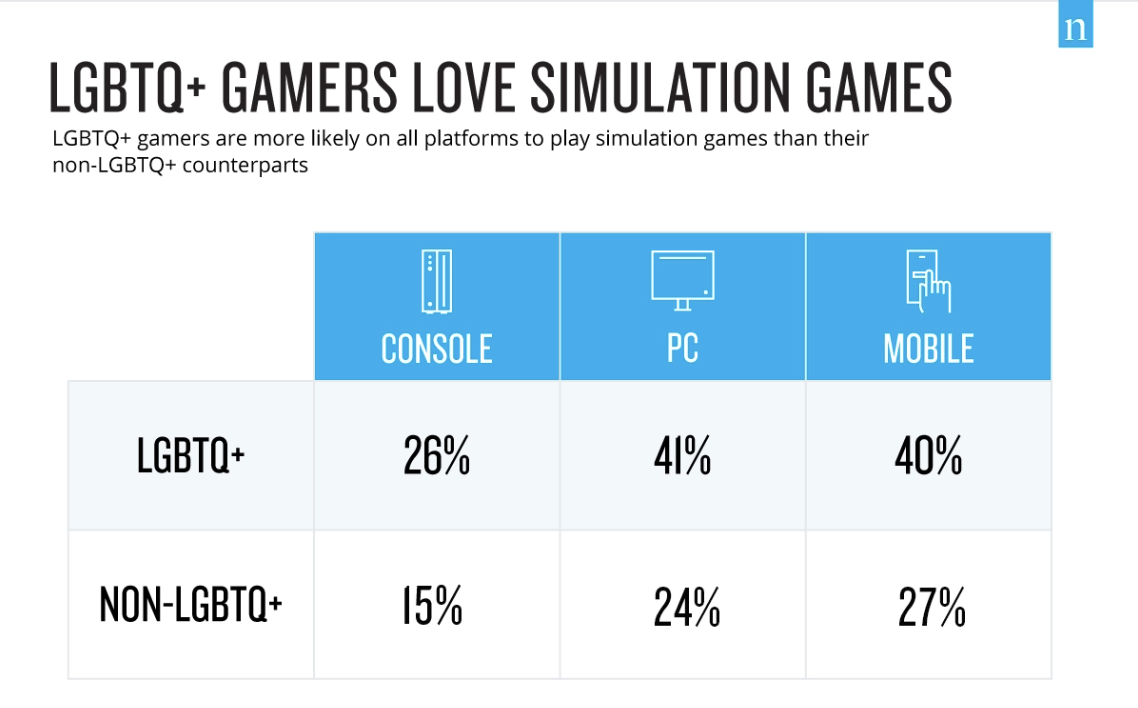 n
LGBTQ+ GAMERS LOVE SIMULATION GAMES
LGBTQ+ gamers are more likely on all platforms to play simulation games than their
non-LGBTQ+ counterparts
CONSOLE PC MOBILE
LGBTQ+ 26% 41% 40%
NON-LGBTQ+ 15% 24% 27%